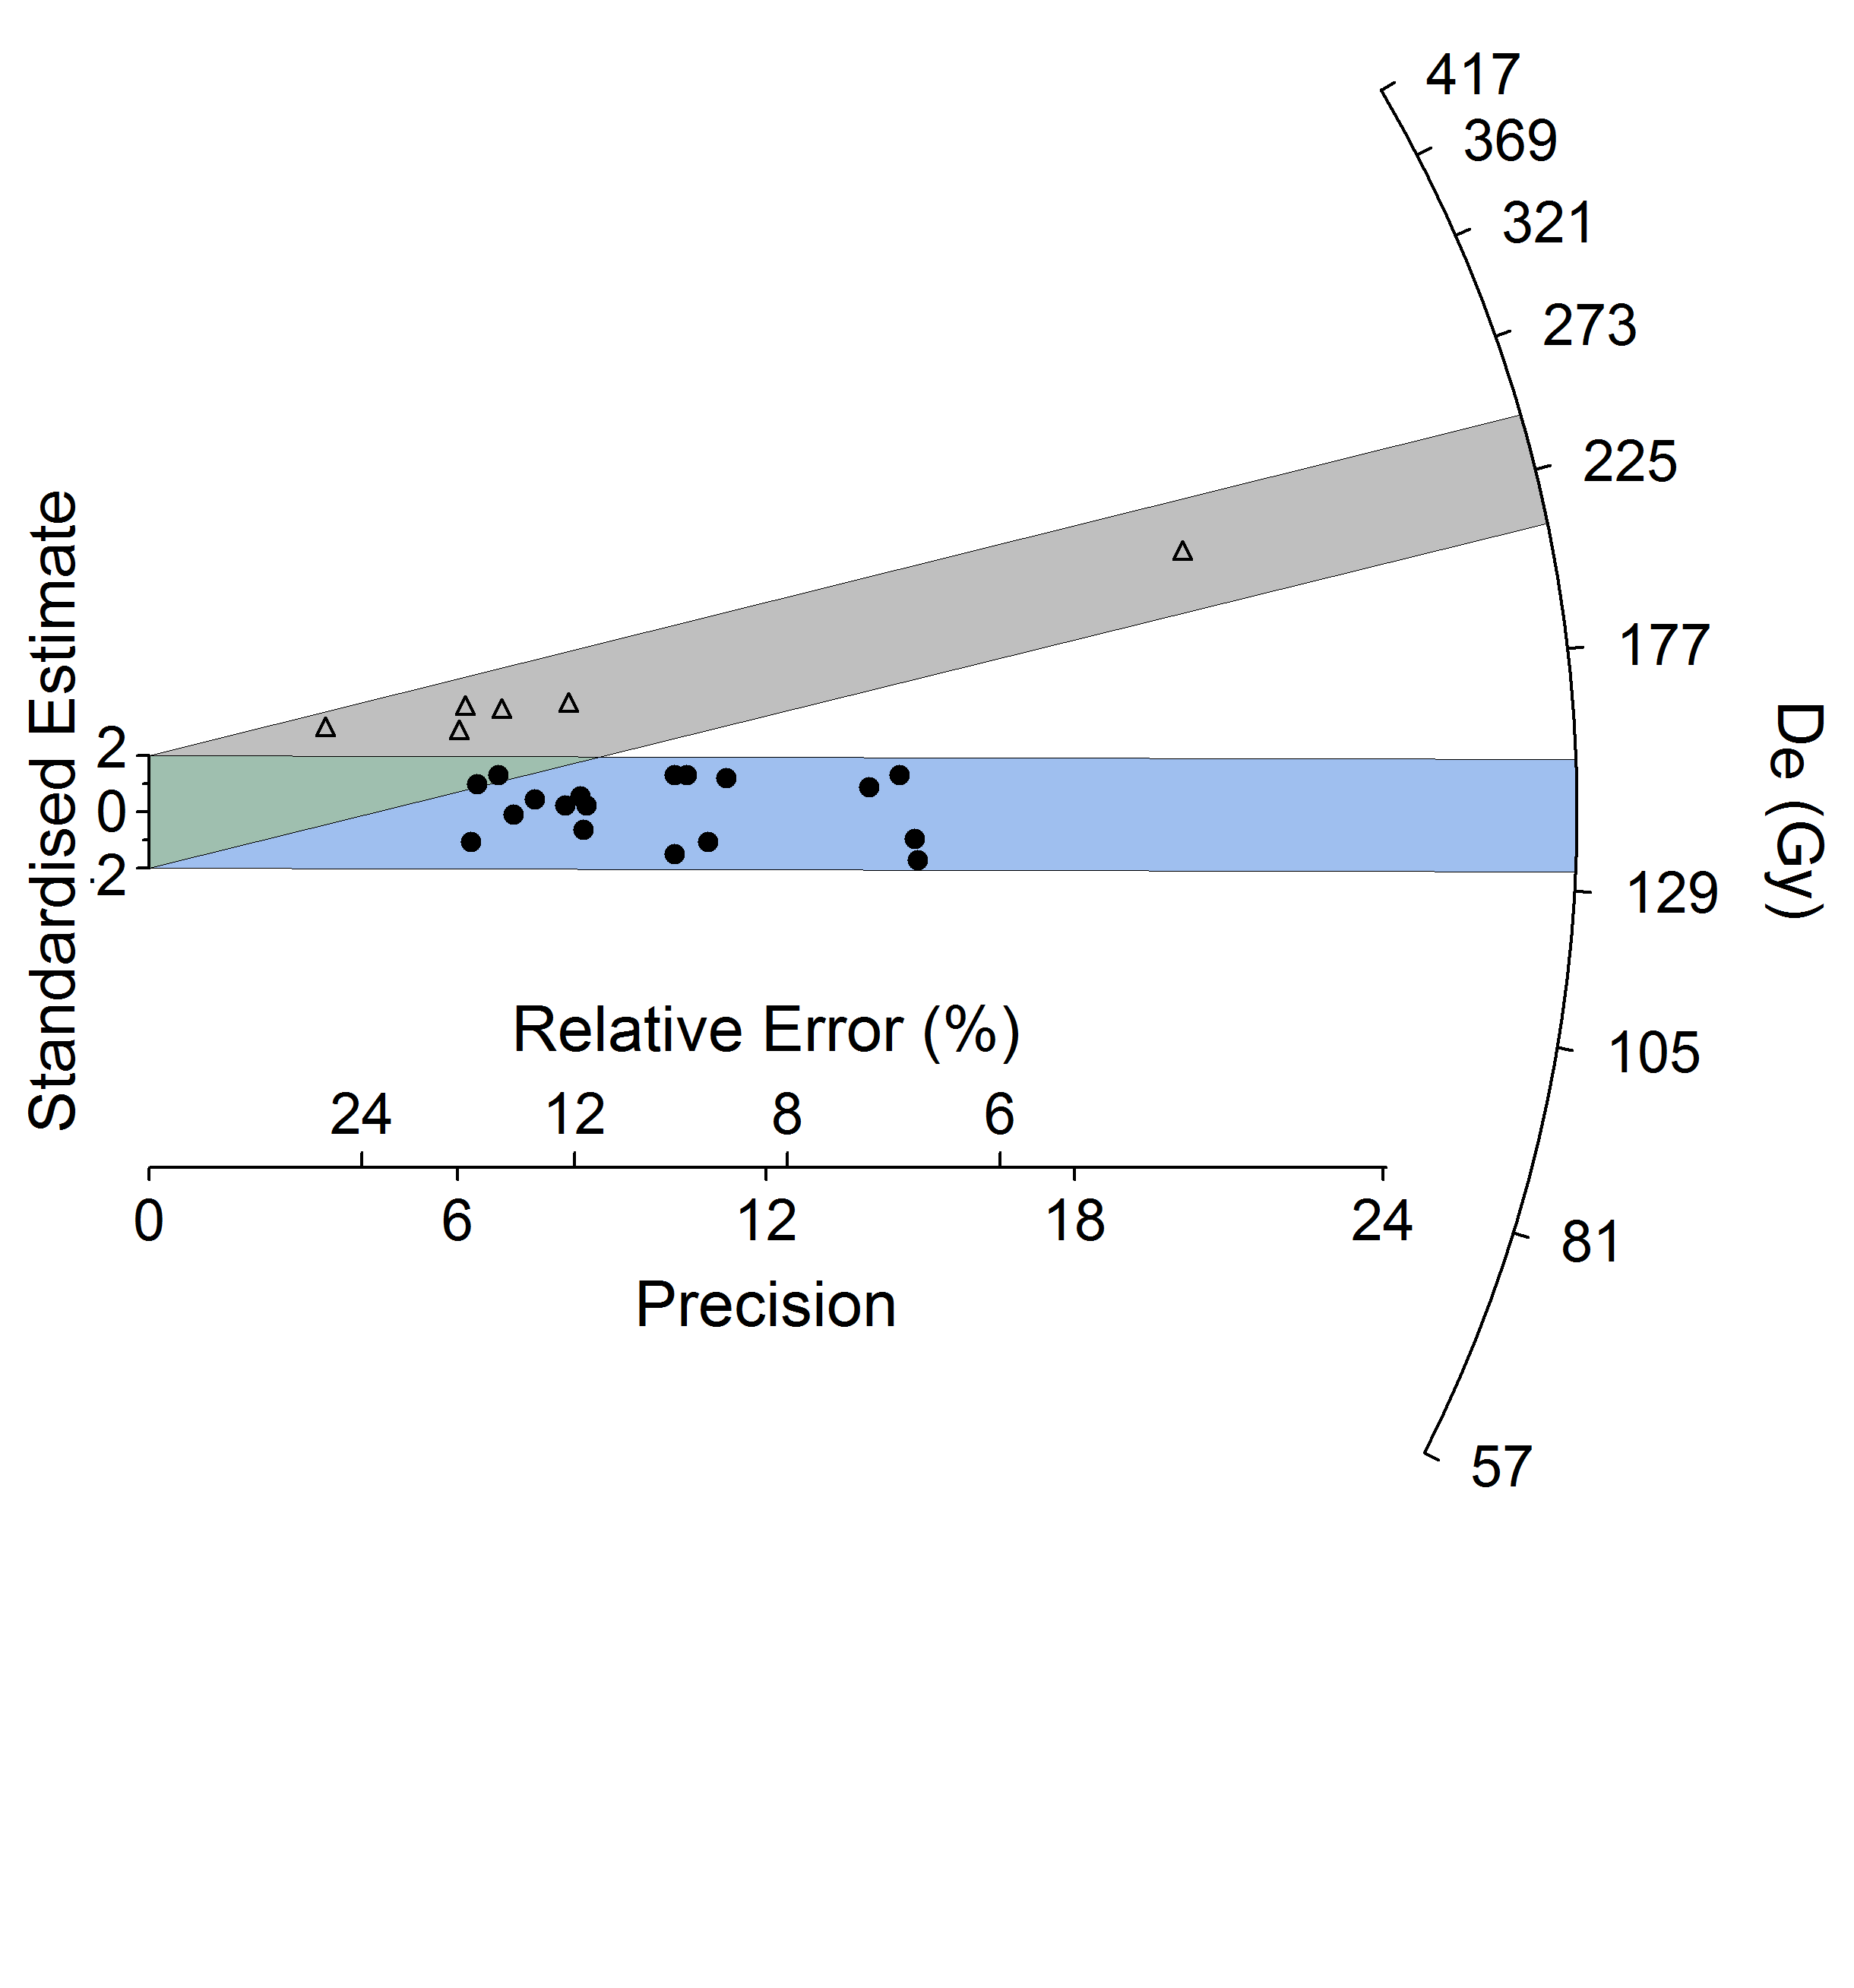 417
369
321
273
225
177
129
105
81
57
De (Gy)
Standardised Estimate
2
0
-2
Relative Error (%)
24 12 8 6
0 6 12 18 24
Precision